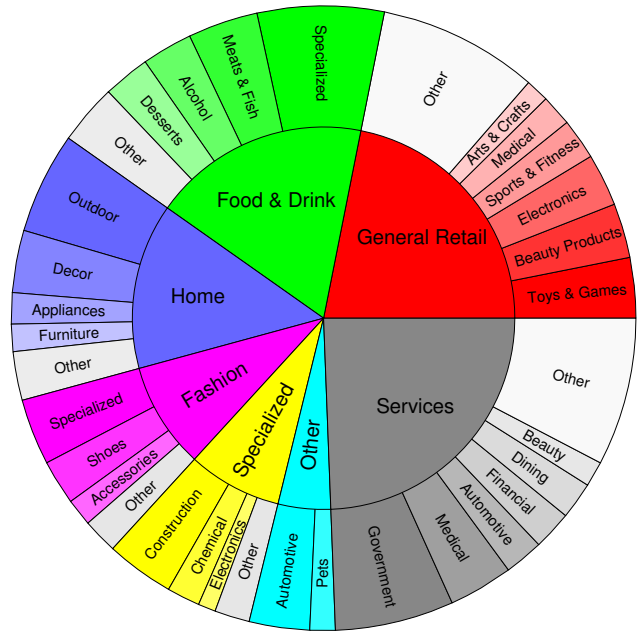 General Retail
Toys & Games
Beauty Products
Electronics
Sports & Fitness
Medical
Arts & Crafts
Other
Food & Drink
Specialized
Meats & Fish
Alcohol
Desserts
Other
Home
Outdoor
Decor
Appliances
Furniture
Other
Fashion
Specialized
Shoes
Accessories
Other
Specialized
Construction
Chemical
Electronics
Other
Other
Automotive
Pets
Services
Government
Medical
Automotive
Financial
Dining
Beauty
Other